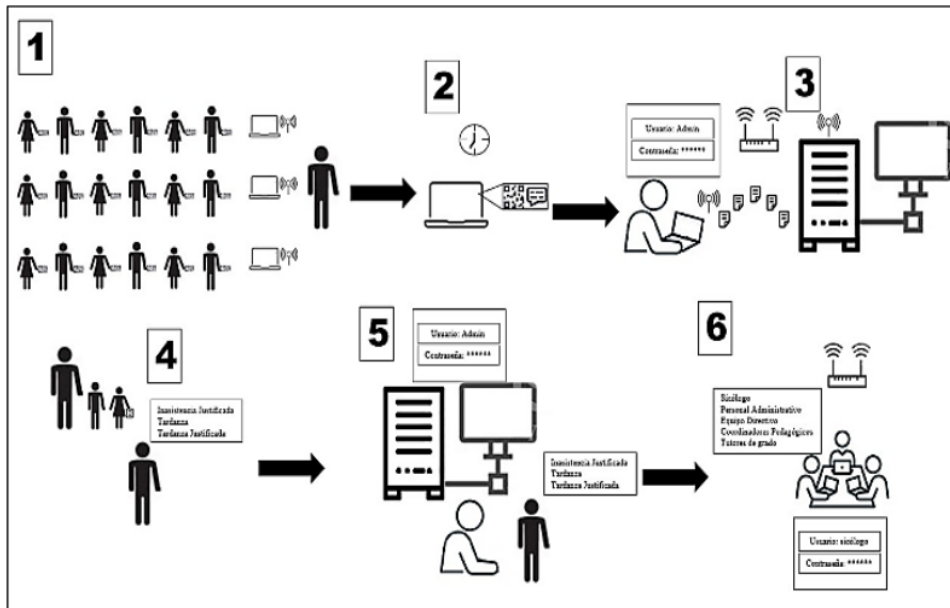 1
2
3
Usuario: Admin
Contraseña: ******
4
Inasistencia Justificada
Tardanza
Tardanza Justificada
5
Usuario: Admin
Contraseña: ******
Inasistencia Justificada
Tardanza
Tardanza Justificada
6
Sicólogo
Personal Administrativo
Equipo Directivo
Coordinadores Pedagógicos
Tutores de grado
Usuario: sicólogo
Contraseña: ******